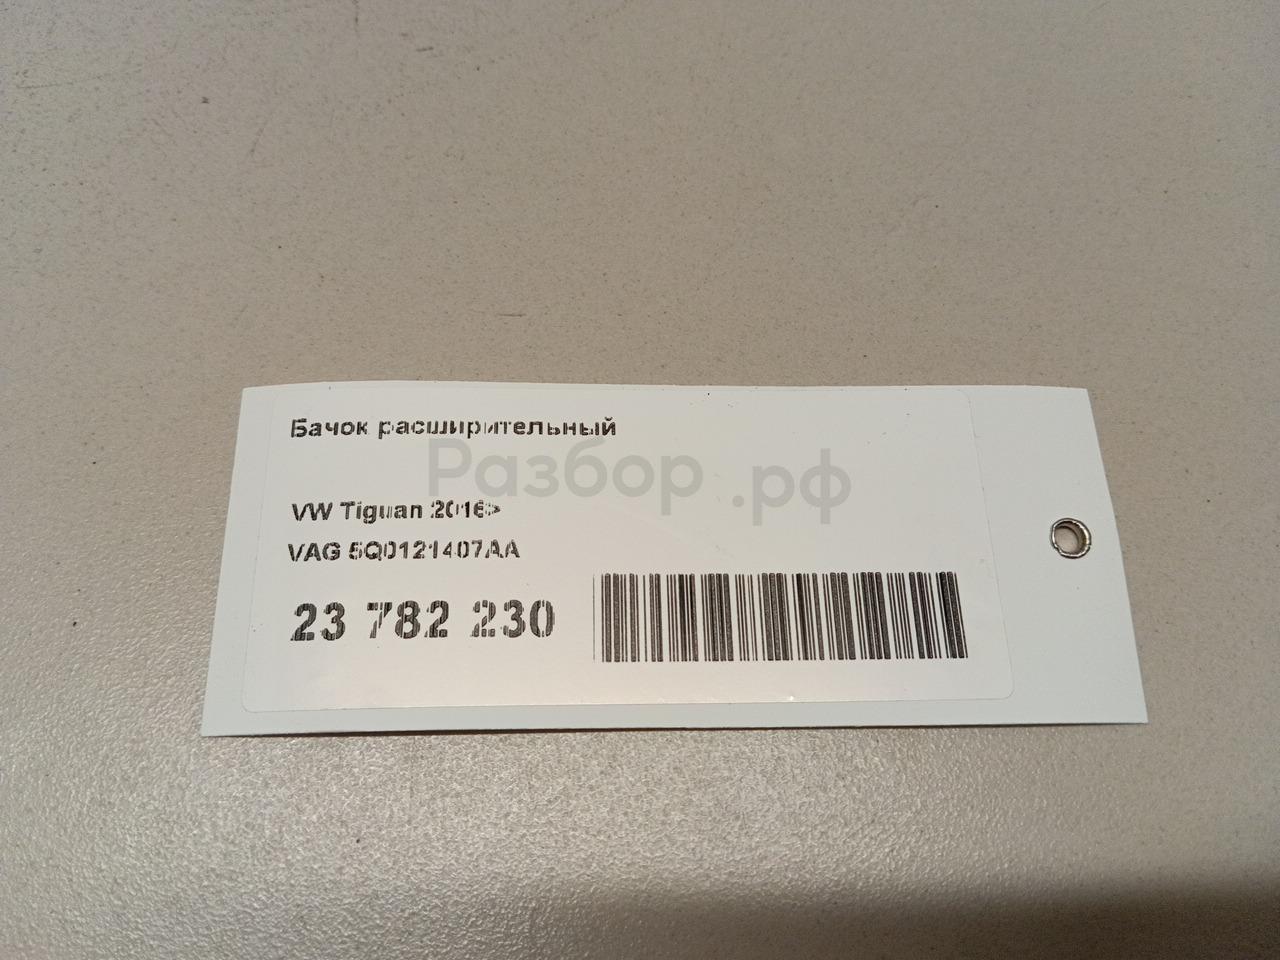 Бачок расширительный
Разбор.рф
VW Tiguan 2016>
VAG 5Q0121407AA
23 782 230